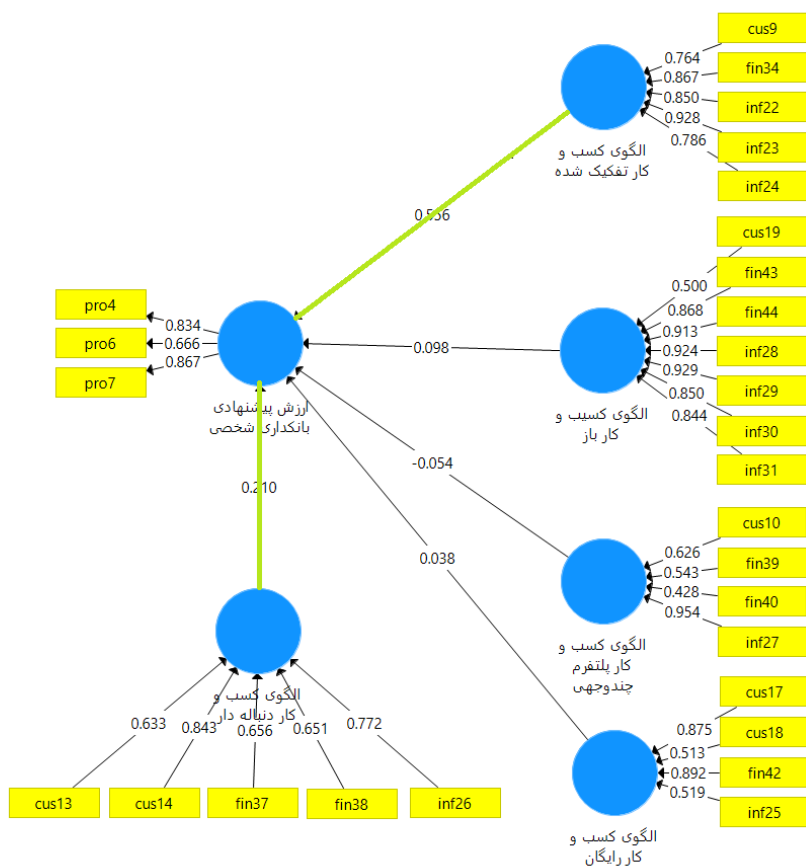 cus9
0.764
fin34
0.867
inf22
0.850
inf23
0.928
inf24
0.786
الگوی کسب و
کار تفکیک شده
0.556
cus19
0.500
fin43
0.868
fin44
0.913
inf28
0.924
inf29
0.929
inf30
0.850
inf31
0.844
الگوی کسیب و
کار باز
0.098
pro4
0.834
pro6
0.666
pro7
0.867
ارزش پیشنهادی
بانکداری شخصی
-0.054
cus10
0.626
fin39
0.543
fin40
0.428
inf27
0.954
الگوی کسب و
کار پلتفرم
چندوجهی
0.038
0.210
الگوی کسب و
کار دنباله دار
0.633
0.843
0.656
0.651
0.772
cus13
cus14
fin37
fin38
inf26
cus17
0.875
cus18
0.513
fin42
0.892
inf25
0.519
الگوی کسب و
کار رایگان